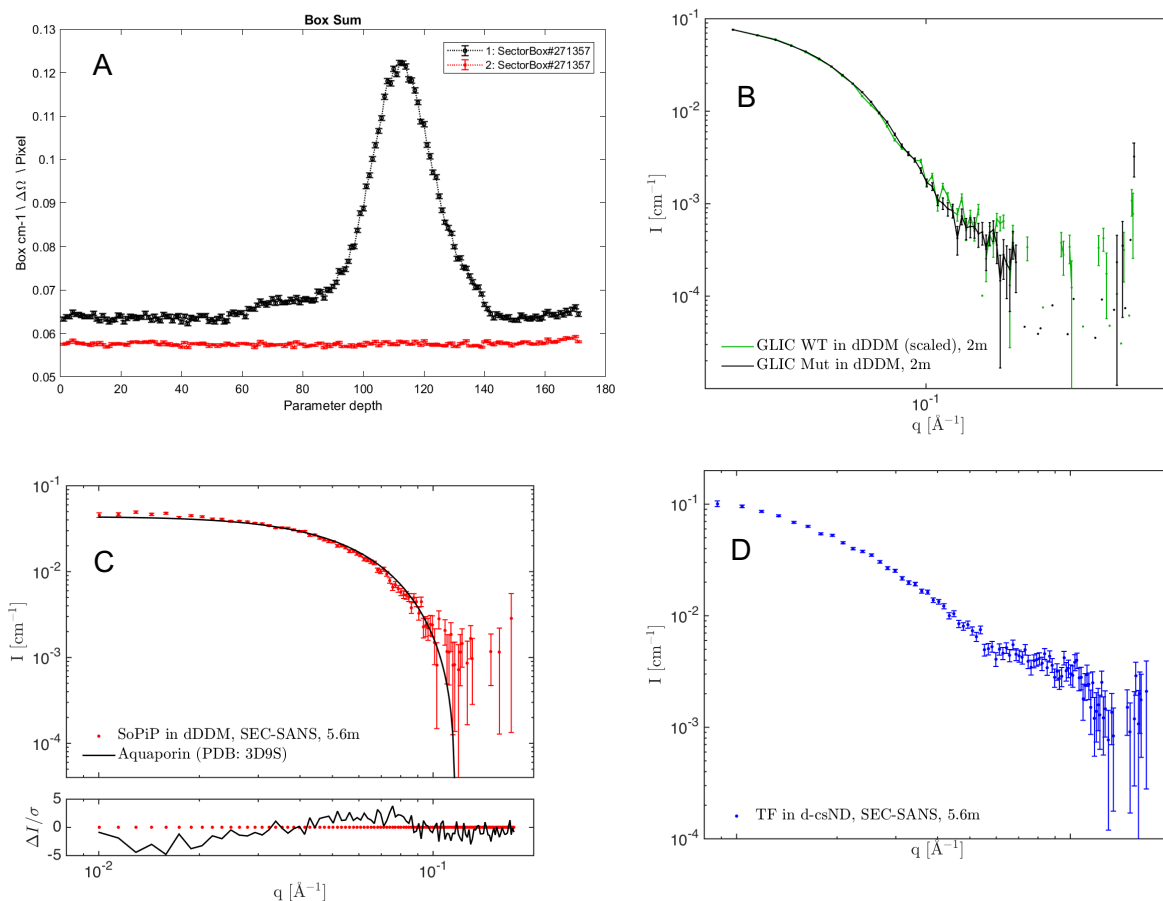 Box Sum
A
1: SectorBox#271357
2: SectorBox#271357
0.13
0.12
0.11
0.1
0.09
0.08
0.07
0.06
0.05
Box cm-1 \ ΔΩ \ Pixel
0 20 40 60 80 100 120 140 160 180
Parameter depth
B
10⁻¹
10⁻²
10⁻³
10⁻⁴
I [cm⁻¹]
GLIC WT in dDDM (scaled), 2m
GLIC Mut in dDDM, 2m
10⁻¹
q [Å⁻¹]
C
10⁻¹
10⁻²
10⁻³
10⁻⁴
I [cm⁻¹]
SoPiP in dDDM, SEC-SANS, 5.6m
Aquaporin (PDB: 3D9S)
5
0
-5
ΔI/σ
10⁻² 10⁻¹
q [Å⁻¹]
D
10⁻¹
10⁻²
10⁻³
10⁻⁴
I [cm⁻¹]
TF in d-csND, SEC-SANS, 5.6m
10⁻² 10⁻¹
q [Å⁻¹]